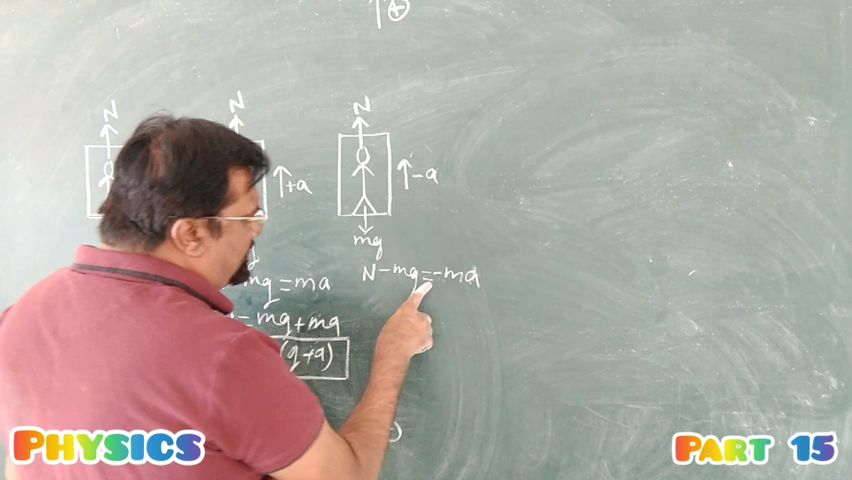 +
N N N
+a -a
mg
N - mg = -ma
mg = ma
= mg + ma
(g + a)
PHYSICS
PART 15